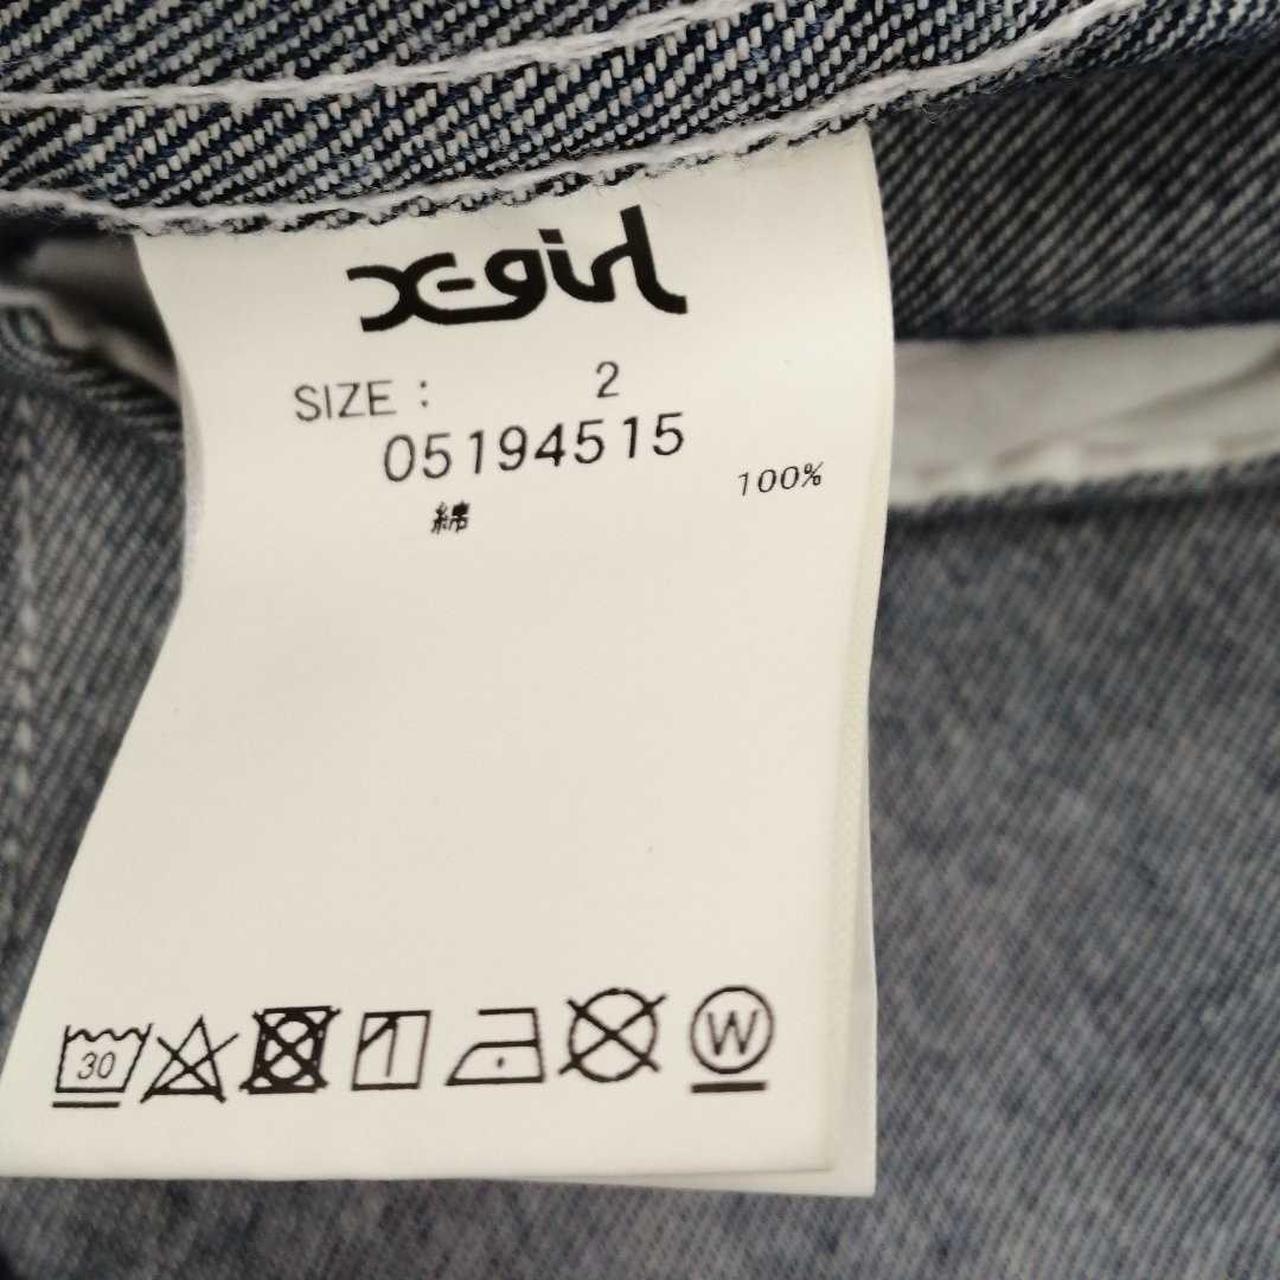 X-girl
SIZE : 2
05194515
綿 100%
30 W